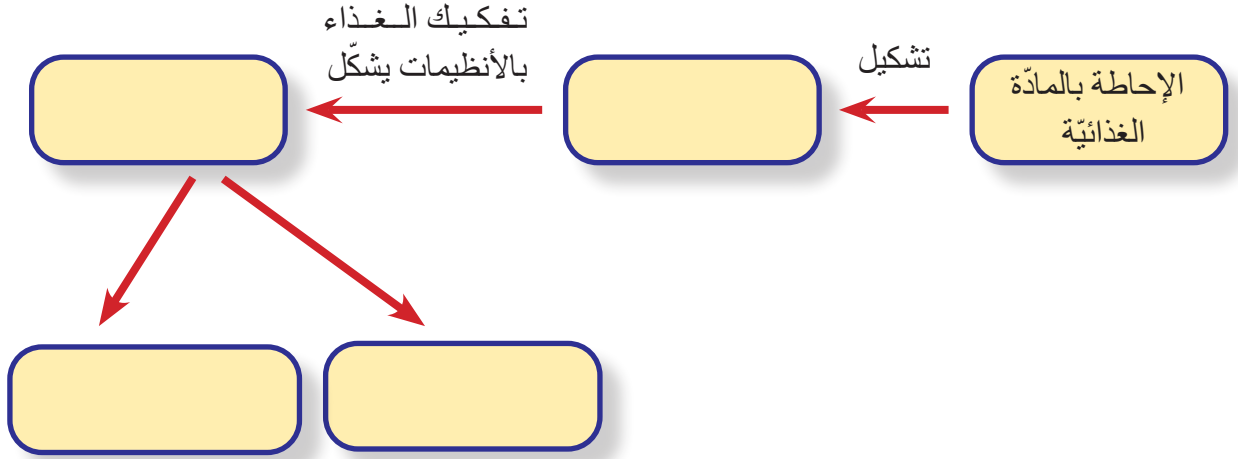 الإحاطة بالمادّة
الغذائيّة
تشكيل
تفكيك الغذاء
بالأنظيمات يشكّل